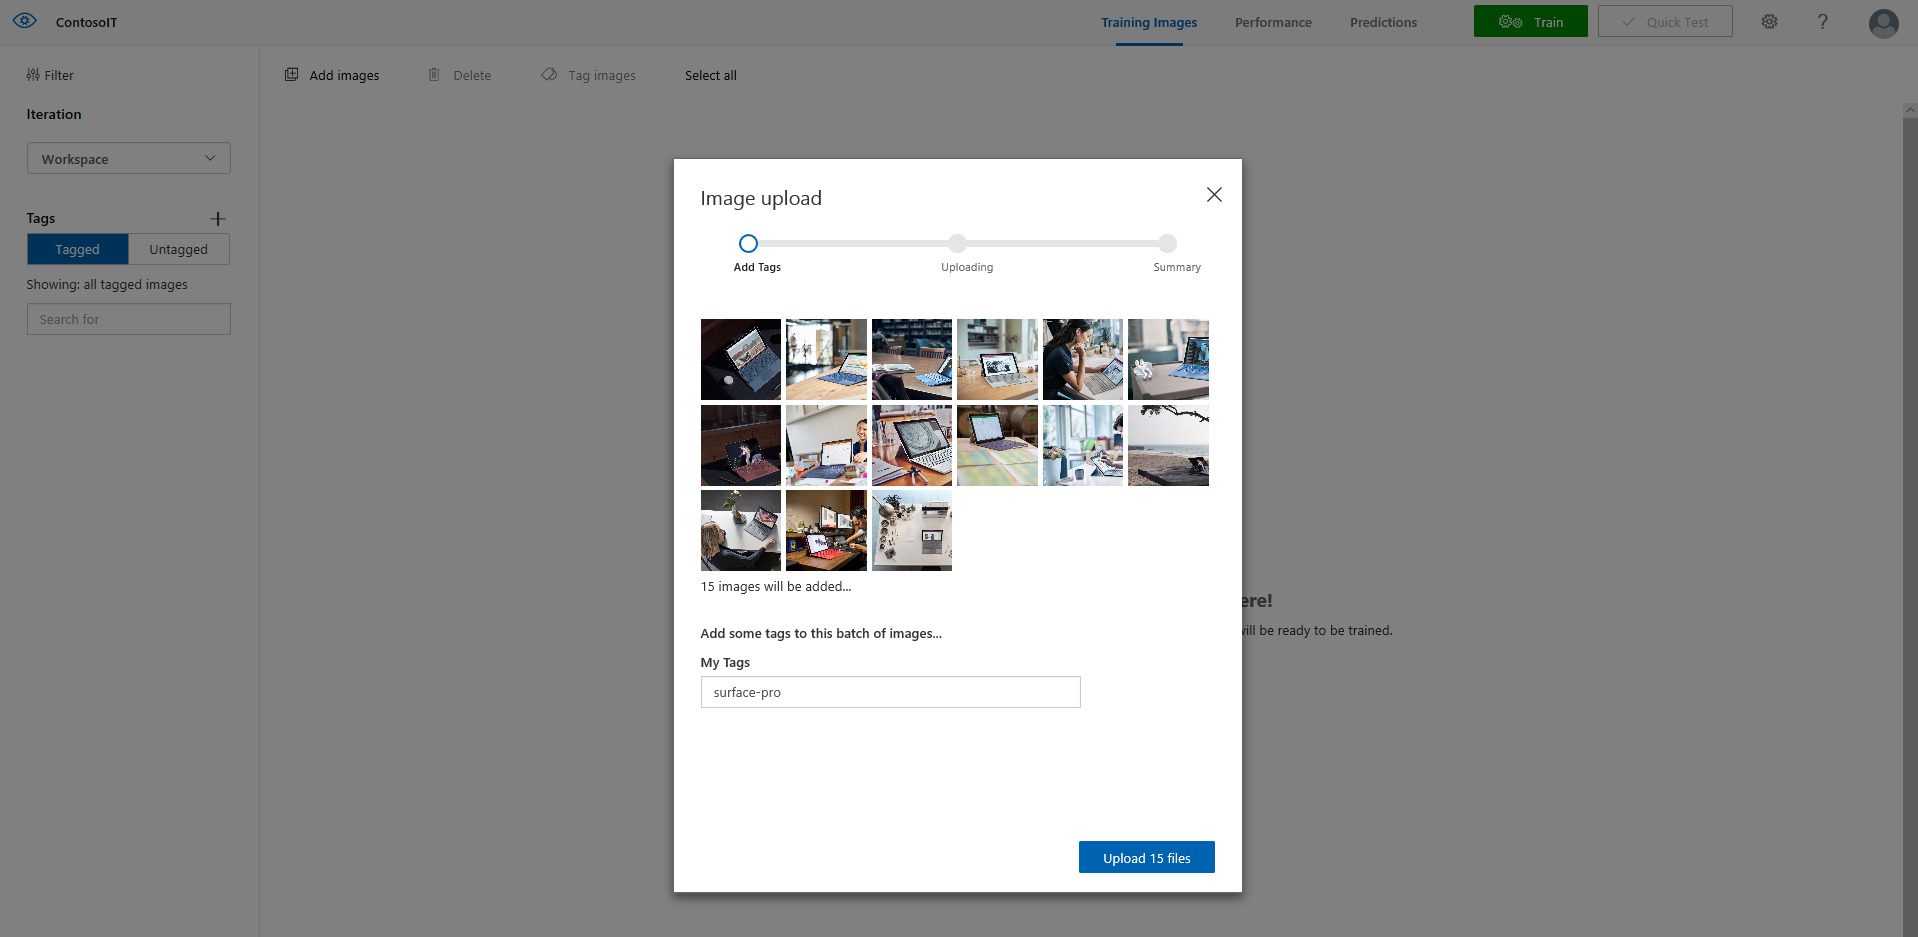 ContosoIT
Training Images
Performance
Predictions
Train
Quick Test
?
Filter
Add images
Delete
Tag images
Select all
Iteration
Workspace
Tags
Tagged
Untagged
Showing: all tagged images
Search for
Image upload
Add Tags
Uploading
Summary
15 images will be added...
ere!
will be ready to be trained.
Add some tags to this batch of images...
My Tags
surface-pro
Upload 15 files